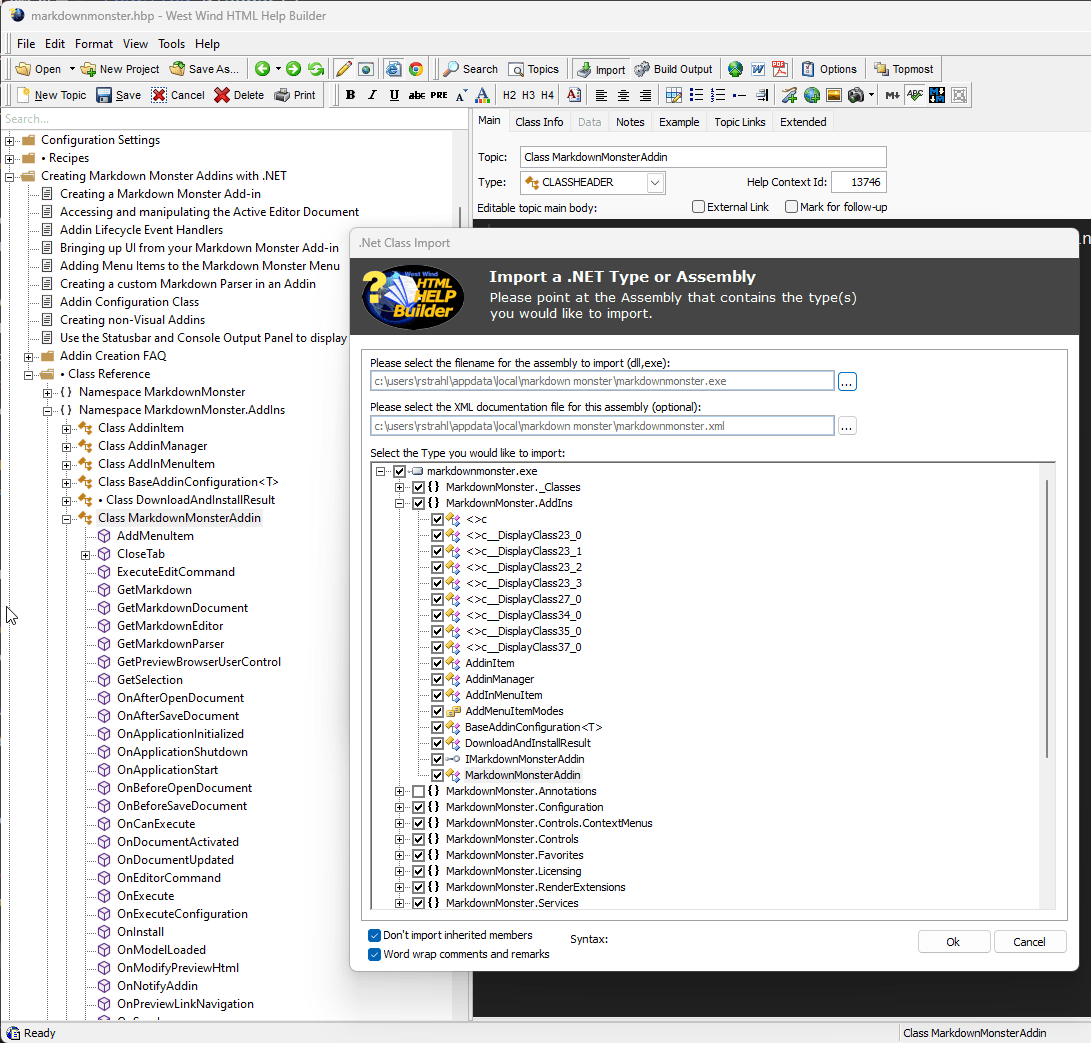 markdownmonster.hbp - West Wind HTML Help Builder
File Edit Format View Tools Help
Open New Project Save As... Search Topics Import Build Output Options Topmost
New Topic Save Cancel Delete Print B I U abc PRE A A H2 H3 H4 M ABC
Search...
Configuration Settings
• Recipes
Creating Markdown Monster Addins with .NET
Creating a Markdown Monster Add-in
Accessing and manipulating the Active Editor Document
Addin Lifecycle Event Handlers
Bringing up UI from your Markdown Monster Add-in
Adding Menu Items to the Markdown Monster Menu
Creating a custom Markdown Parser in an Addin
Addin Configuration Class
Creating non-Visual Addins
Use the Statusbar and Console Output Panel to display
Addin Creation FAQ
• Class Reference
Namespace MarkdownMonster
Namespace MarkdownMonster.AddIns
Class AddinItem
Class AddinManager
Class AddInMenuItem
Class BaseAddinConfiguration<T>
• Class DownloadAndInstallResult
Class MarkdownMonsterAddin
AddMenuItem
CloseTab
ExecuteEditCommand
GetMarkdown
GetMarkdownDocument
GetMarkdownEditor
GetMarkdownParser
GetPreviewBrowserUserControl
GetSelection
OnAfterOpenDocument
OnAfterSaveDocument
OnApplicationInitialized
OnApplicationShutdown
OnApplicationStart
OnBeforeOpenDocument
OnBeforeSaveDocument
OnCanExecute
OnDocumentActivated
OnDocumentUpdated
OnEditorCommand
OnExecute
OnExecuteConfiguration
OnInstall
OnModelLoaded
OnModifyPreviewHtml
OnNotifyAddin
OnPreviewLinkNavigation
Main Class Info Data Notes Example Topic Links Extended
Topic: Class MarkdownMonsterAddin
Type: CLASSHEADER Help Context Id: 13746
Editable topic main body: External Link Mark for follow-up
.Net Class Import
West Wind
HTML
HELP
Builder
Import a .NET Type or Assembly
Please point at the Assembly that contains the type(s)
you would like to import.
Please select the filename for the assembly to import (dll,exe):
c:\users\rstrahl\appdata\local\markdown monster\markdownmonster.exe ...
Please select the XML documentation file for this assembly (optional):
c:\users\rstrahl\appdata\local\markdown monster\markdownmonster.xml ...
Select the Type you would like to import:
markdownmonster.exe
{} MarkdownMonster._Classes
{} MarkdownMonster.AddIns
<>c
<>c__DisplayClass23_0
<>c__DisplayClass23_1
<>c__DisplayClass23_2
<>c__DisplayClass23_3
<>c__DisplayClass27_0
<>c__DisplayClass34_0
<>c__DisplayClass35_0
<>c__DisplayClass37_0
AddinItem
AddinManager
AddInMenuItem
AddMenuItemModes
BaseAddinConfiguration<T>
DownloadAndInstallResult
IMarkdownMonsterAddin
MarkdownMonsterAddin
{} MarkdownMonster.Annotations
{} MarkdownMonster.Configuration
{} MarkdownMonster.Controls.ContextMenus
{} MarkdownMonster.Controls
{} MarkdownMonster.Favorites
{} MarkdownMonster.Licensing
{} MarkdownMonster.RenderExtensions
{} MarkdownMonster.Services
Don't import inherited members
Word wrap comments and remarks
Syntax:
Ok Cancel
Ready Class MarkdownMonsterAddin